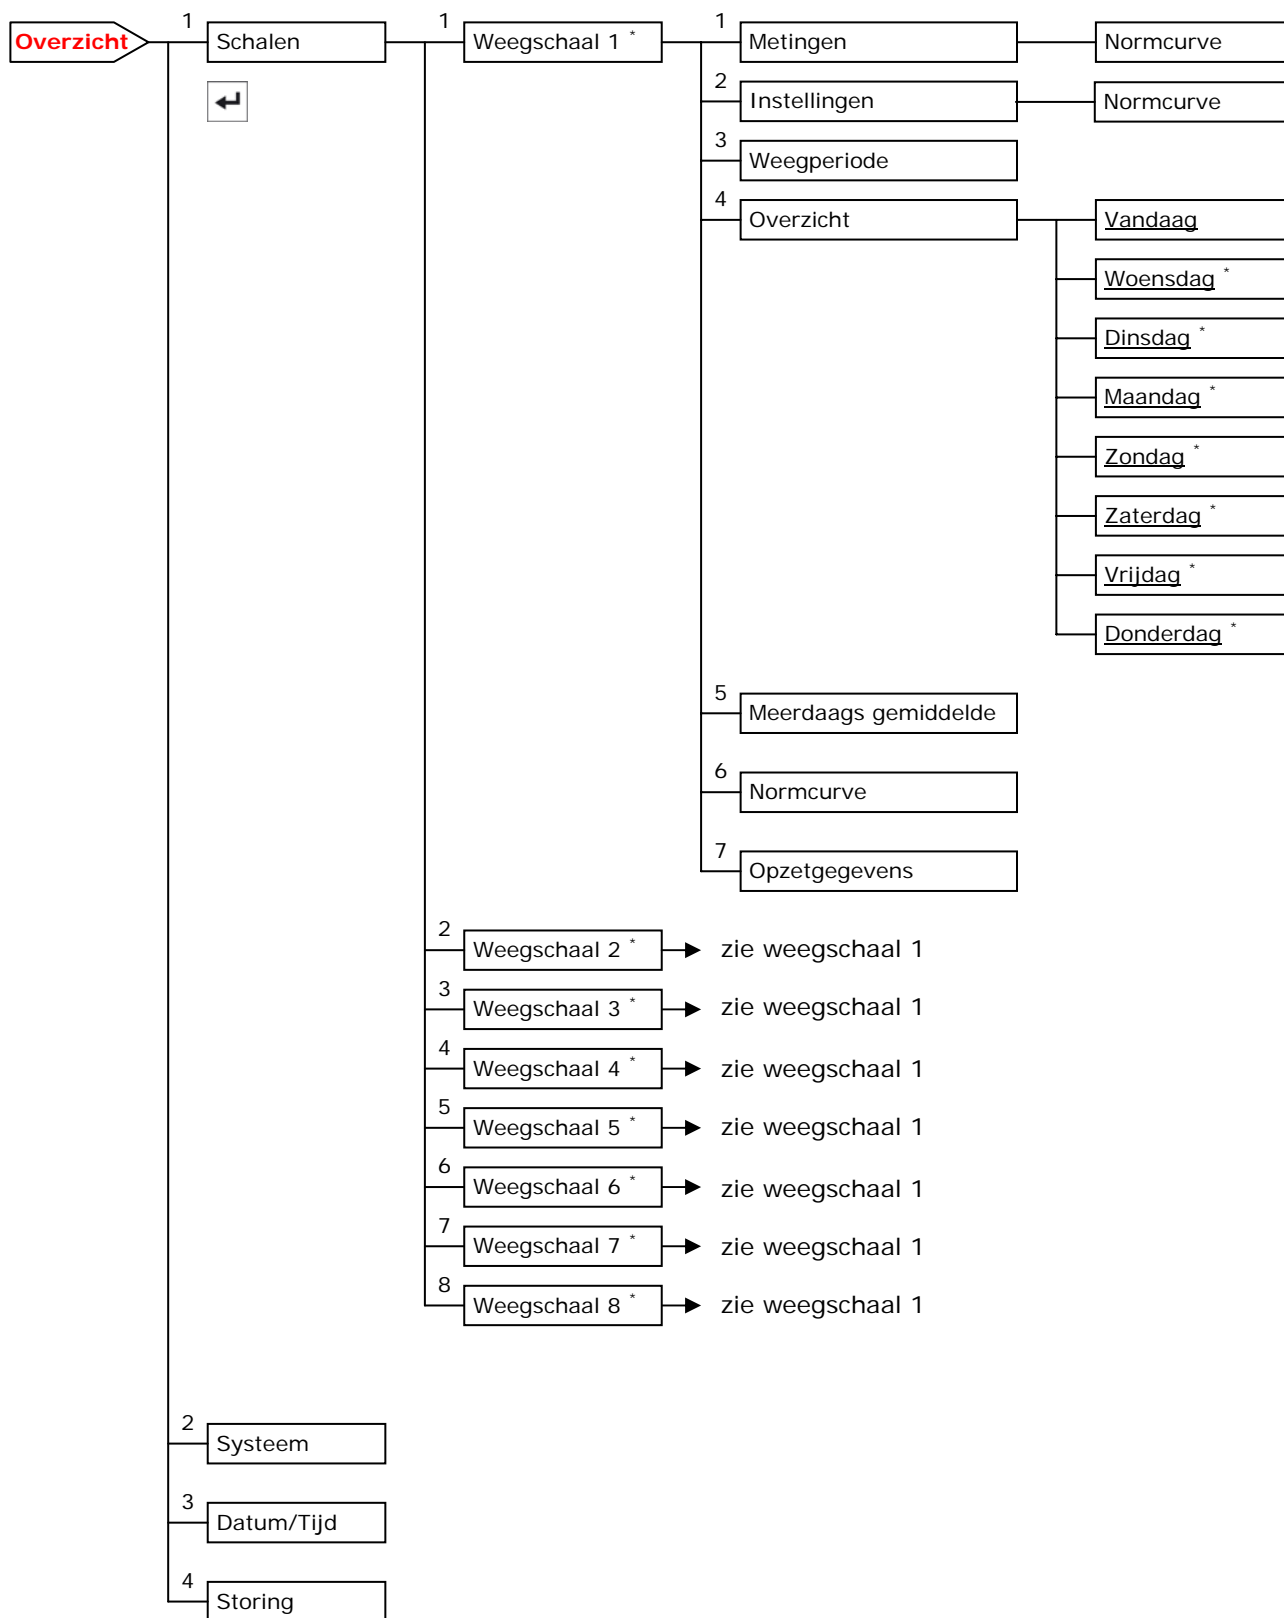 Overzicht 1 Schalen 1 Weegschaal 1 * 1 Metingen Normcurve
2 Instellingen Normcurve
3 Weegperiode
4 Overzicht Vandaag
Woensdag *
Dinsdag *
Maandag *
Zondag *
Zaterdag *
Vrijdag *
Donderdag *
5 Meerdaags gemiddelde
6 Normcurve
7 Opzetgegevens
2 Weegschaal 2 * zie weegschaal 1
3 Weegschaal 3 * zie weegschaal 1
4 Weegschaal 4 * zie weegschaal 1
5 Weegschaal 5 * zie weegschaal 1
6 Weegschaal 6 * zie weegschaal 1
7 Weegschaal 7 * zie weegschaal 1
8 Weegschaal 8 * zie weegschaal 1
2 Systeem
3 Datum/Tijd
4 Storing